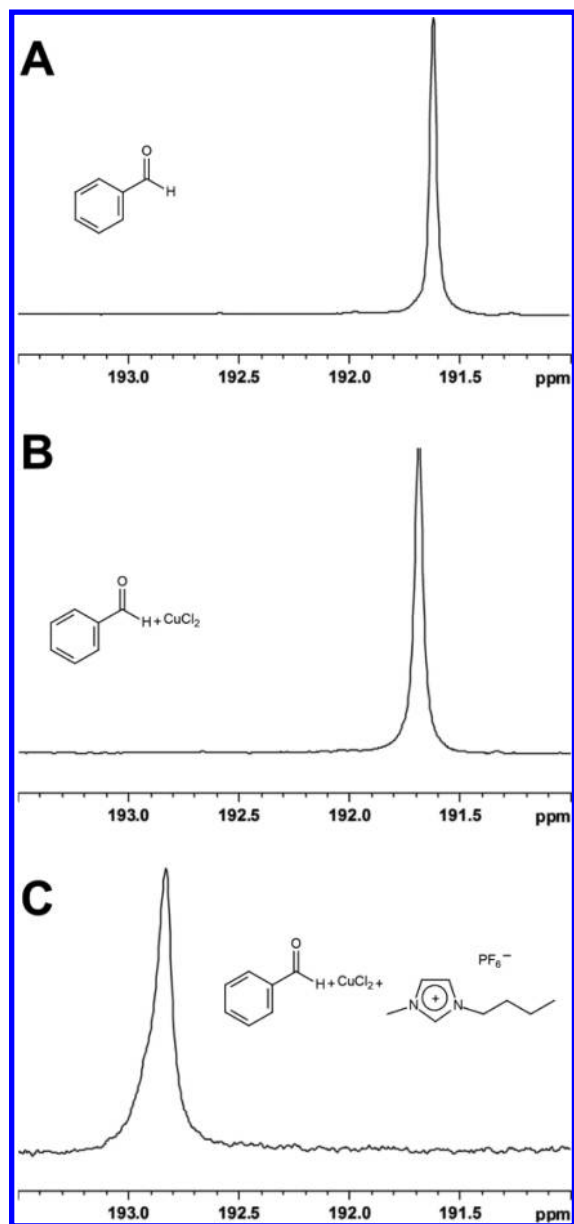 A
O
H
193.0 192.5 192.0 191.5 ppm
B
O
H + CuCl2
193.0 192.5 192.0 191.5 ppm
C
O
H + CuCl2 +
PF6−
N + N
193.0 192.5 192.0 191.5 ppm